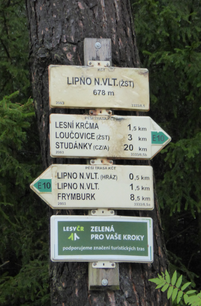 LIPNO N.VLT. (ŽST)
678 m
LESNÍ KRČMA 1,5 km
LOUČOVICE (ŽST) 3 km
STUDÁNKY (CZ/A) 20 km
E10
LIPNO N.VLT. (HRÁZ) 0,5 km
LIPNO N.VLT. 1,5 km
FRYMBURK 8,5 km
E10
LESY ČR
ZELENÁ
PRO VAŠE KROKY
podporujeme značení turistických tras